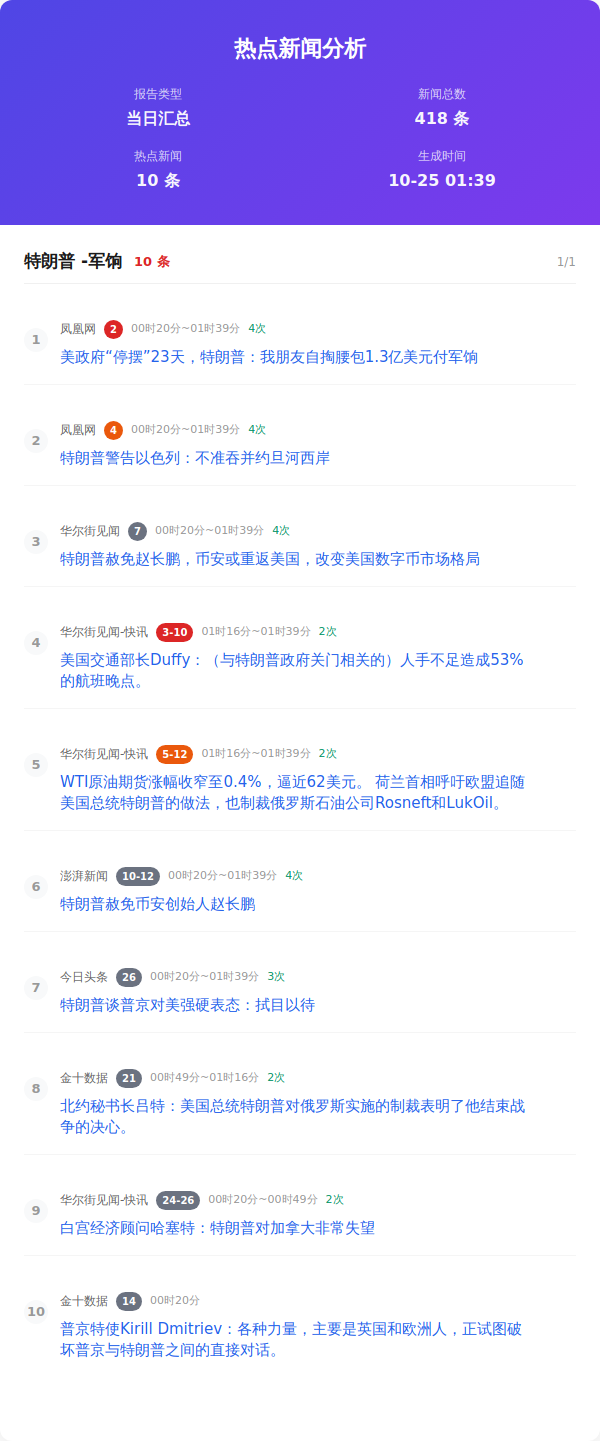 热点新闻分析
报告类型
当日汇总
新闻总数
418 条
热点新闻
10 条
生成时间
10-25 01:39
特朗普 -军饷 10 条 1/1
1
凤凰网 2 00时20分~01时39分 4次
美政府“停摆”23天，特朗普：我朋友自掏腰包1.3亿美元付军饷
2
凤凰网 4 00时20分~01时39分 4次
特朗普警告以色列：不准吞并约旦河西岸
3
华尔街见闻 7 00时20分~01时39分 4次
特朗普赦免赵长鹏，币安或重返美国，改变美国数字币市场格局
4
华尔街见闻-快讯 3-10 01时16分~01时39分 2次
美国交通部长Duffy：（与特朗普政府关门相关的）人手不足造成53%
的航班晚点。
5
华尔街见闻-快讯 5-12 01时16分~01时39分 2次
WTI原油期货涨幅收窄至0.4%，逼近62美元。 荷兰首相呼吁欧盟追随
美国总统特朗普的做法，也制裁俄罗斯石油公司Rosneft和LukOil。
6
澎湃新闻 10-12 00时20分~01时39分 4次
特朗普赦免币安创始人赵长鹏
7
今日头条 26 00时20分~01时39分 3次
特朗普谈普京对美强硬表态：拭目以待
8
金十数据 21 00时49分~01时16分 2次
北约秘书长吕特：美国总统特朗普对俄罗斯实施的制裁表明了他结束战
争的决心。
9
华尔街见闻-快讯 24-26 00时20分~00时49分 2次
白宫经济顾问哈塞特：特朗普对加拿大非常失望
10
金十数据 14 00时20分
普京特使Kirill Dmitriev：各种力量，主要是英国和欧洲人，正试图破
坏普京与特朗普之间的直接对话。